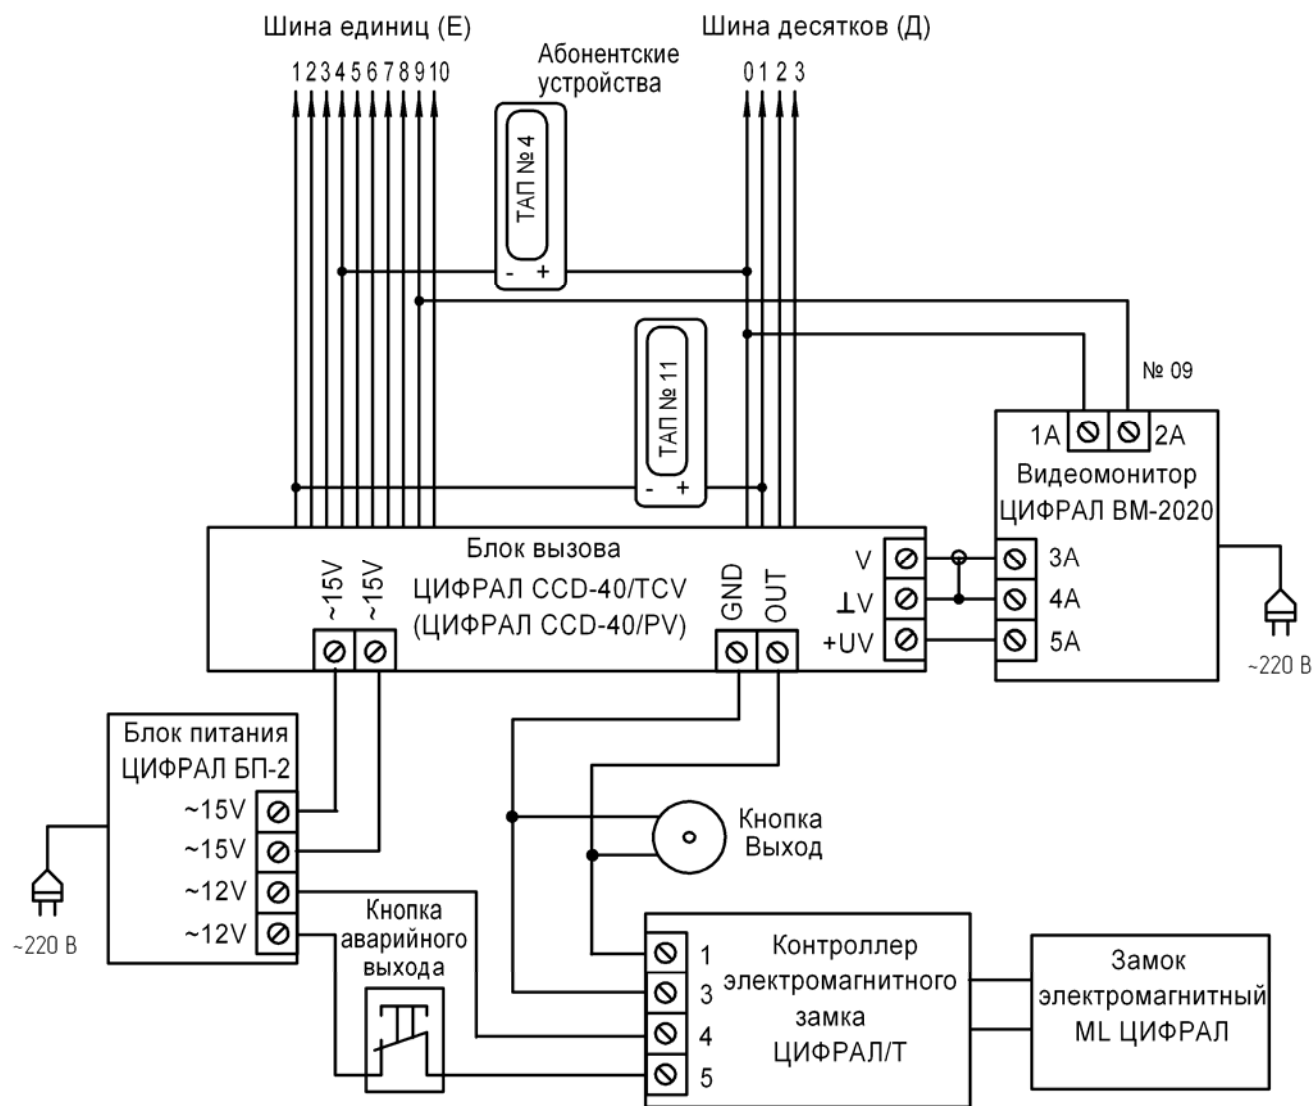 Шина единиц (Е)
Шина десятков (Д)
Абонентские
устройства
1 2 3 4 5 6 7 8 9 10
0 1 2 3
ТАП № 4
- +
ТАП № 11
- +
№ 09
1А 2А
Видеомонитор
ЦИФРАЛ ВМ-2020
3А
4А
5А
~220 В
Блок вызова
ЦИФРАЛ CCD-40/TCV
(ЦИФРАЛ CCD-40/PV)
~15V
~15V
GND
OUT
V
⊥V
+UV
Блок питания
ЦИФРАЛ БП-2
~15V
~15V
~12V
~12V
~220 В
Кнопка
Выход
Кнопка
аварийного
выхода
1
3
4
5
Контроллер
электромагнитного
замка
ЦИФРАЛ/Т
Замок
электромагнитный
ML ЦИФРАЛ